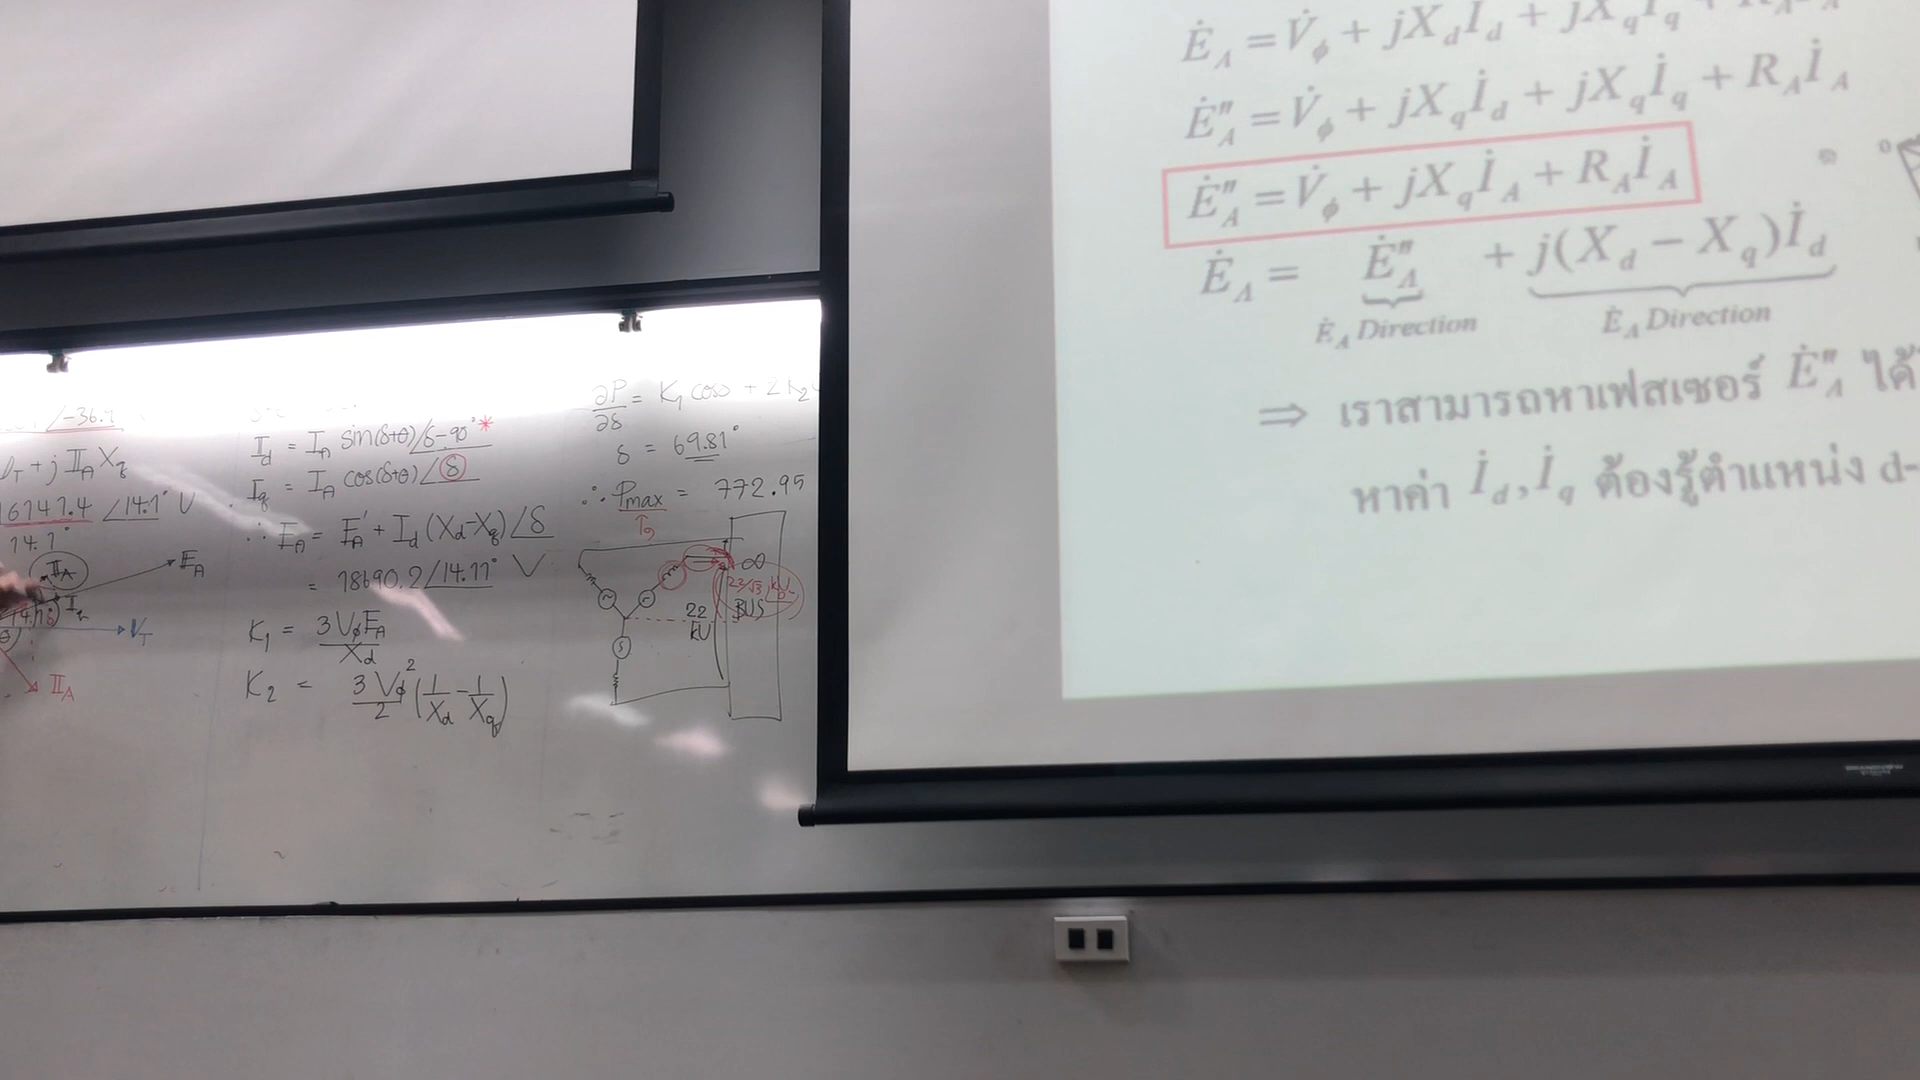 /-36.1
V_T + j I_A X_q
16747.4 /14.1° V
14.1°
I_A
E_A
I_q
V_T
I_A
I_d = I_A sin(δ+θ)/δ-90° *
I_q = I_A cos(δ+θ)/δ
∴ E_A = E_A' + I_d (X_d-X_q)/δ
= 18690.2/14.11° V
K_1 = 3V_φE_A / X_d
K_2 = 3V_φ²/2 (1/X_d - 1/X_q)
∂P/∂δ = K_1 cosδ + 2K_2
δ = 69.81°
∴ P_max = 772.95
∞
BUS
22 kV
Ė_A = V̇_φ + jX_d İ_d + jX_q İ_q + R_A İ_A
Ė"_A = V̇_φ + jX_q İ_d + jX_q İ_q + R_A İ_A
Ė"_A = V̇_φ + jX_q İ_A + R_A İ_A
Ė_A = Ė"_A + j(X_d − X_q)İ_d
Ė_A Direction Ė_A Direction
⇒ เราสามารถหาเฟสเซอร์ Ė"_A ได้
หาค่า İ_d, İ_q ต้องรู้ตำแหน่ง d-